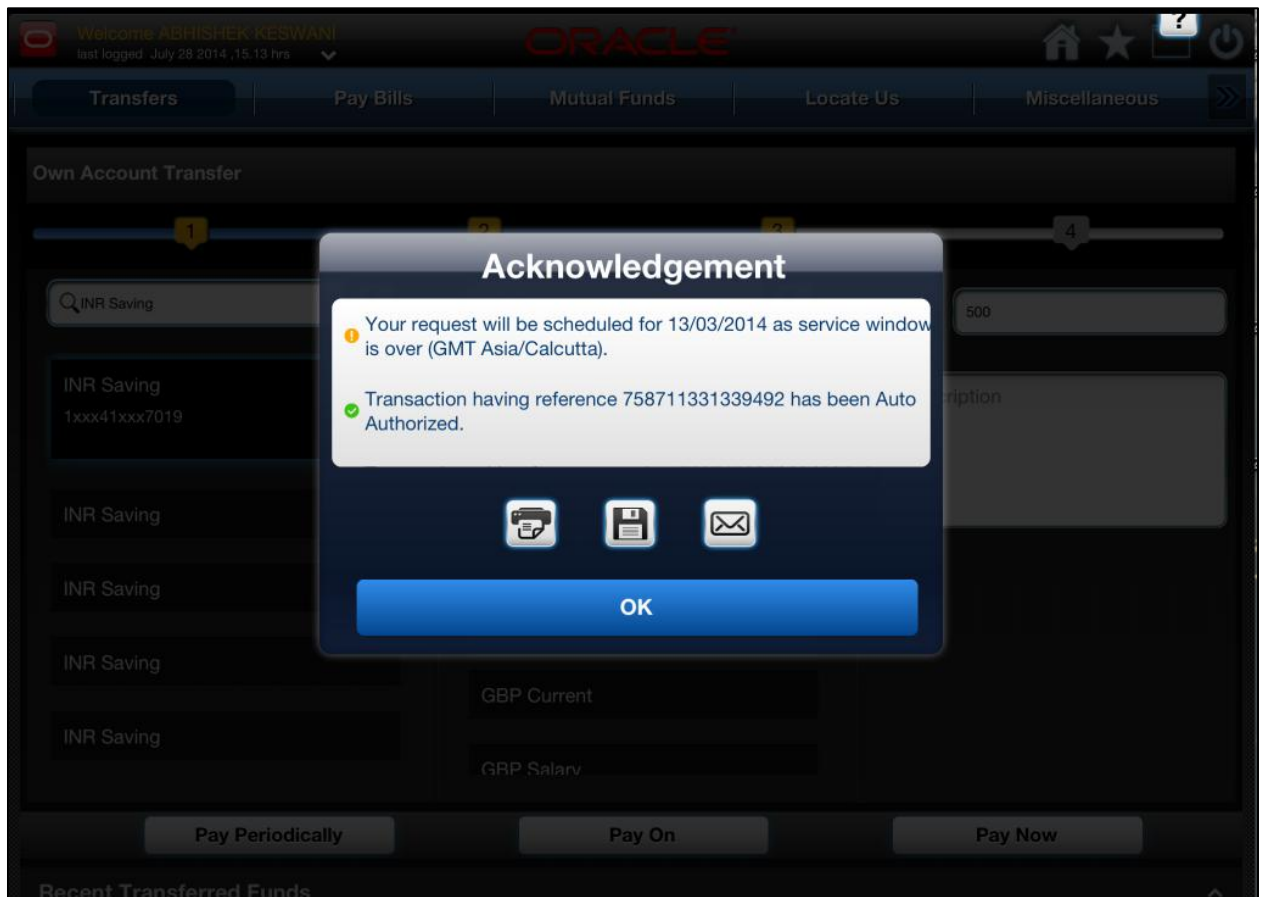 Welcome ABHISHEK KESWANI
last logged July 28 2014 ,15.13 hrs
ORACLE
?
Transfers
Pay Bills
Mutual Funds
Locate Us
Miscellaneous
Own Account Transfer
1
2
3
4
Acknowledgement
Your request will be scheduled for 13/03/2014 as service window
is over (GMT Asia/Calcutta).
Transaction having reference 758711331339492 has been Auto
Authorized.
OK
INR Saving
500
INR Saving
1xxx41xxx7019
ription
INR Saving
INR Saving
INR Saving
INR Saving
GBP Current
GBP Salary
Pay Periodically
Pay On
Pay Now
Recent Transferred Funds